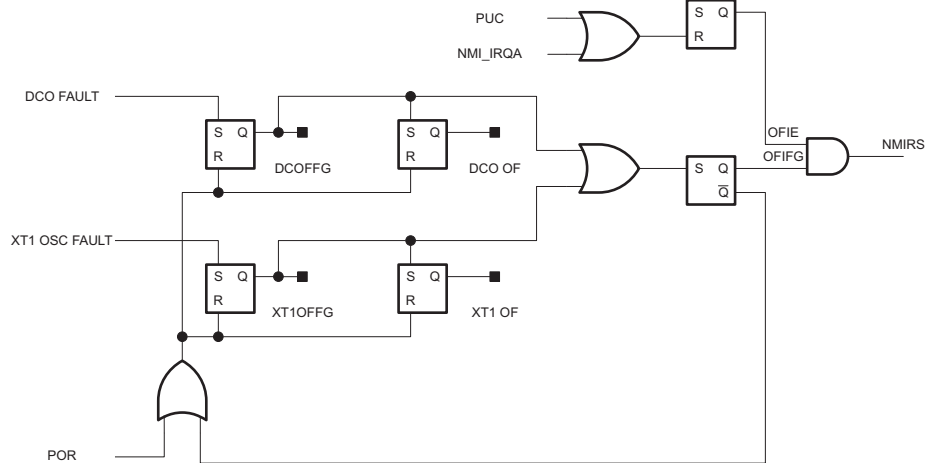 PUC
S Q
R
NMI_IRQA
DCO FAULT
S Q
R
DCOFFG
S Q
R
DCO OF
OFIE
OFIFG
NMIRS
S Q
Q
XT1 OSC FAULT
S Q
R
XT1OFFG
S Q
R
XT1 OF
POR